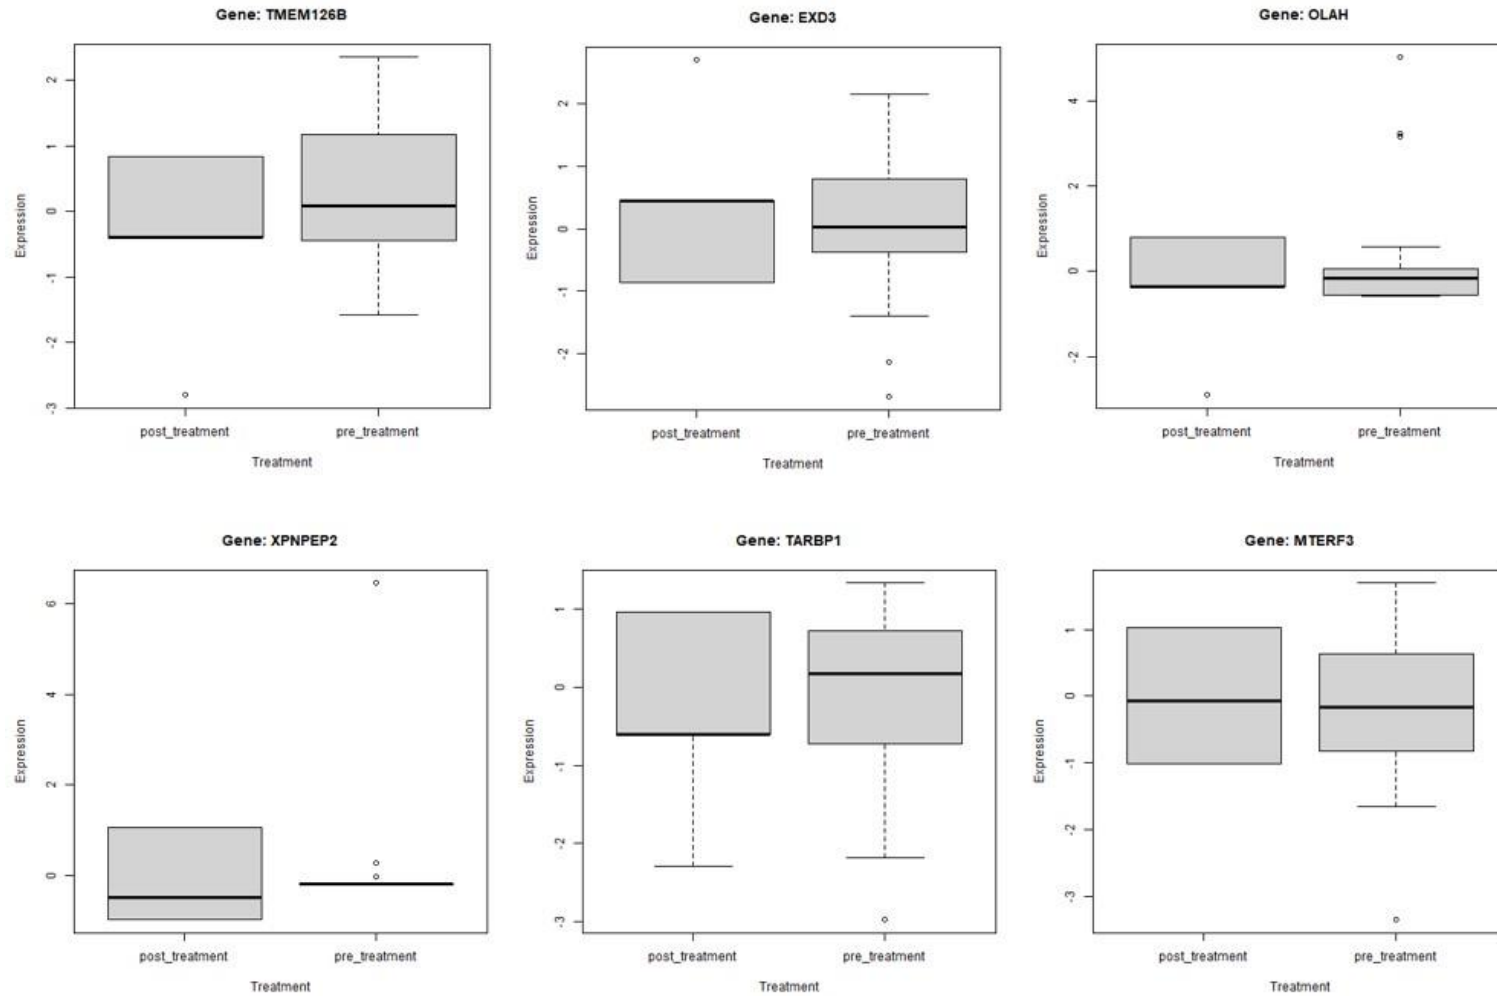 Gene: TMEM126B
Expression
2
1
0
-1
-2
-3
post_treatment pre_treatment
Treatment
Gene: EXD3
Expression
2
1
0
-1
-2
post_treatment pre_treatment
Treatment
Gene: OLAH
Expression
4
2
0
-2
post_treatment pre_treatment
Treatment
Gene: XPNPEP2
Expression
6
4
2
0
post_treatment pre_treatment
Treatment
Gene: TARBP1
Expression
1
0
-1
-2
-3
post_treatment pre_treatment
Treatment
Gene: MTERF3
Expression
1
0
-1
-2
-3
post_treatment pre_treatment
Treatment